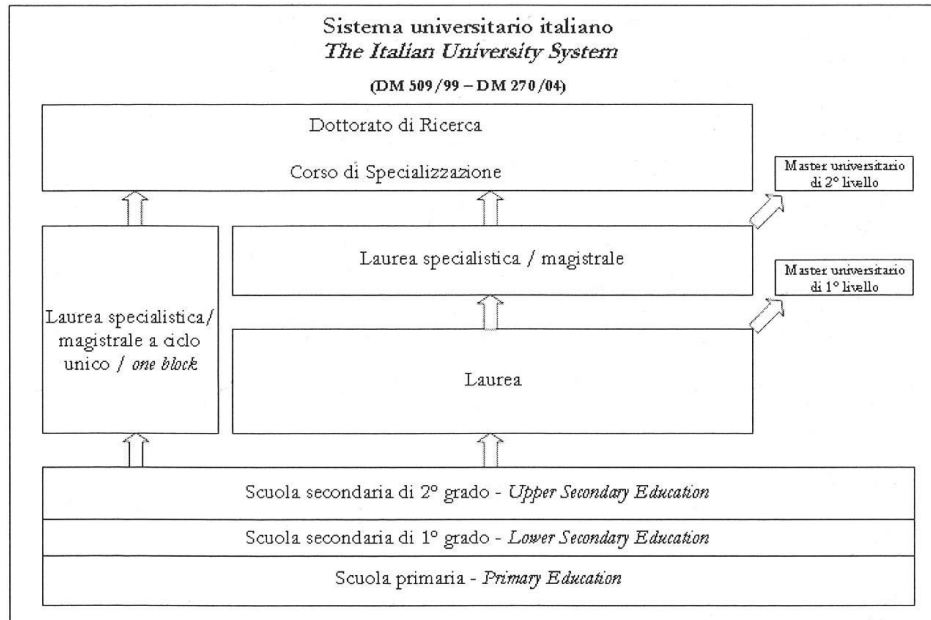 Sistema universitario italiano
The Italian University System
(DM 509/99 – DM 270/04)
Dottorato di Ricerca
Corso di Specializzazione
Master universitario
di 2° livello
Laurea specialistica / magistrale
Master universitario
di 1° livello
Laurea specialistica/
magistrale a ciclo
unico / one block
Laurea
Scuola secondaria di 2° grado - Upper Secondary Education
Scuola secondaria di 1° grado - Lower Secondary Education
Scuola primaria - Primary Education